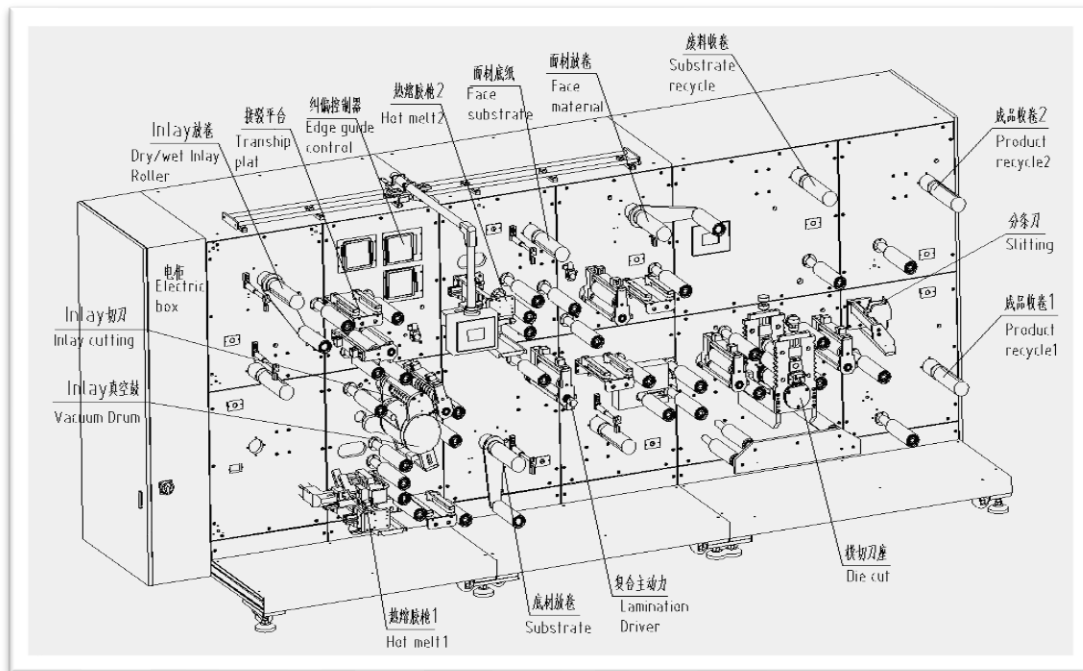 废料收卷
Substrate
recycle
面材放卷
Face
material
面材底纸
Face
substrate
热熔胶枪2
Hot melt2
纠偏控制器
Edge guide
control
接驳平台
Tranship
plat
Inlay放卷
Dry/wet Inlay
Roller
成品收卷2
Product
recycle2
分条刀
Slitting
电柜
Electric
box
Inlay切刀
Inlay cutting
成品收卷1
Product
recycle1
Inlay真空鼓
Vacuum Drum
模切刀座
Die cut
复合主动力
Lamination
Driver
底材放卷
Substrate
热熔胶枪1
Hot melt1